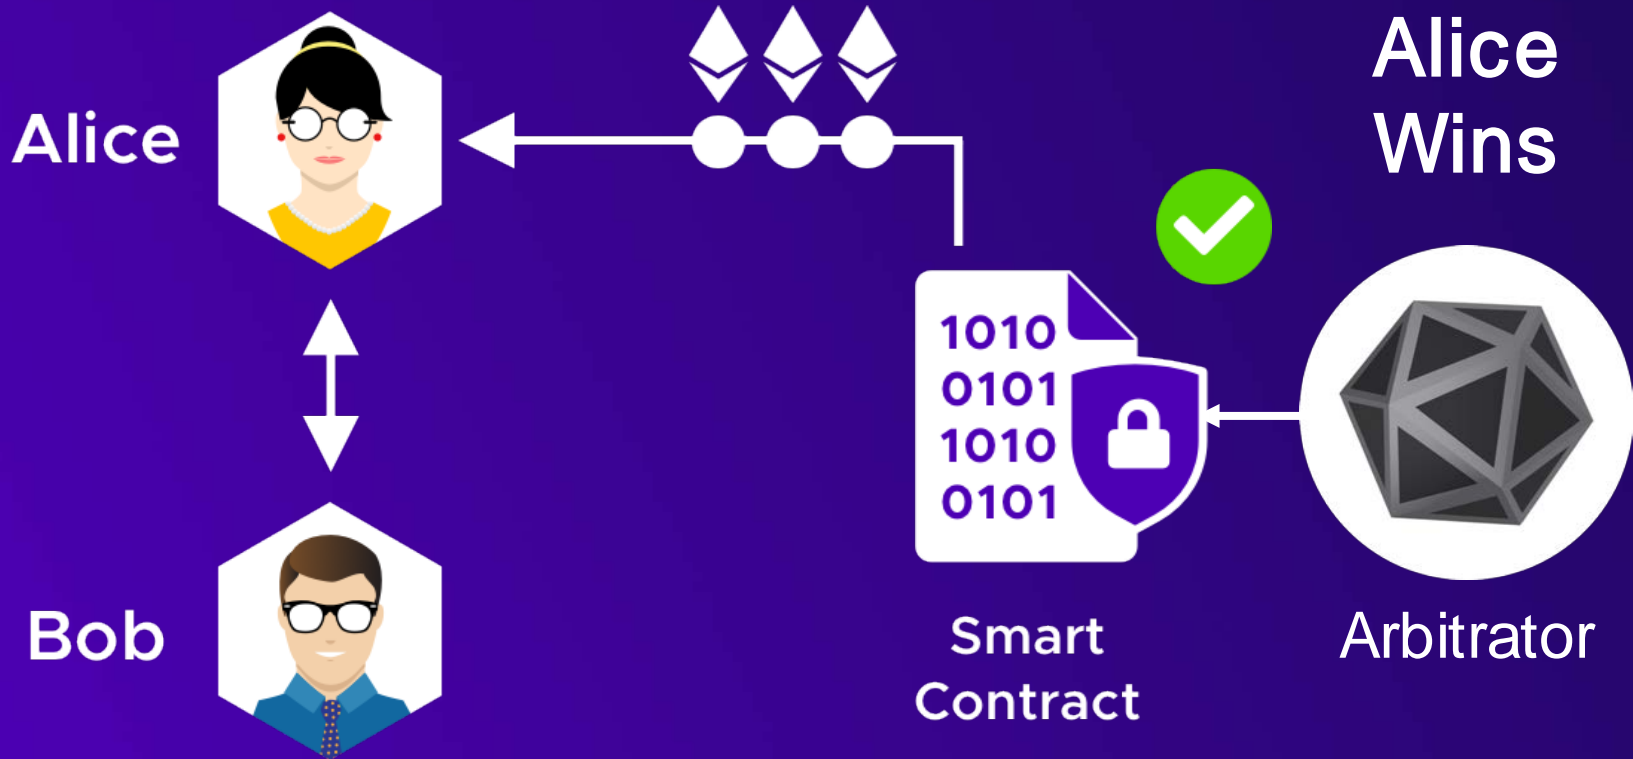 Alice
Alice
Wins
1010
0101
1010
0101
Bob
Smart
Contract
Arbitrator